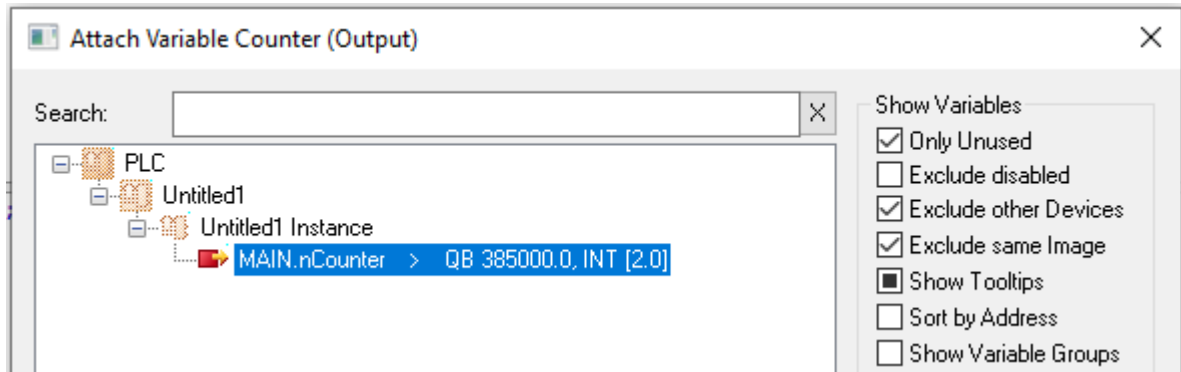 Attach Variable Counter (Output)
Search:
X
PLC
Untitled1
Untitled1 Instance
MAIN.nCounter > QB 385000.0, INT [2.0]
Show Variables
Only Unused
Exclude disabled
Exclude other Devices
Exclude same Image
Show Tooltips
Sort by Address
Show Variable Groups